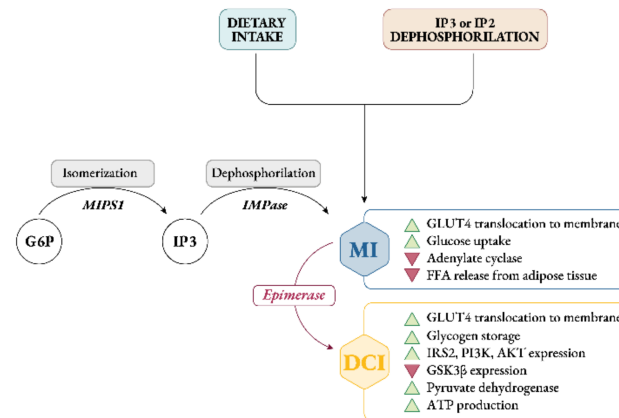 DIETARY
INTAKE
IP3 or IP2
DEPHOSPHORILATION
Isomerization
MIPS1
Dephosphorilation
IMPase
G6P
IP3
MI
GLUT4 translocation to membrane
Glucose uptake
Adenylate cyclase
FFA release from adipose tissue
Epimerase
DCI
GLUT4 translocation to membrane
Glycogen storage
IRS2, PI3K, AKT expression
GSK3β expression
Pyruvate dehydrogenase
ATP production